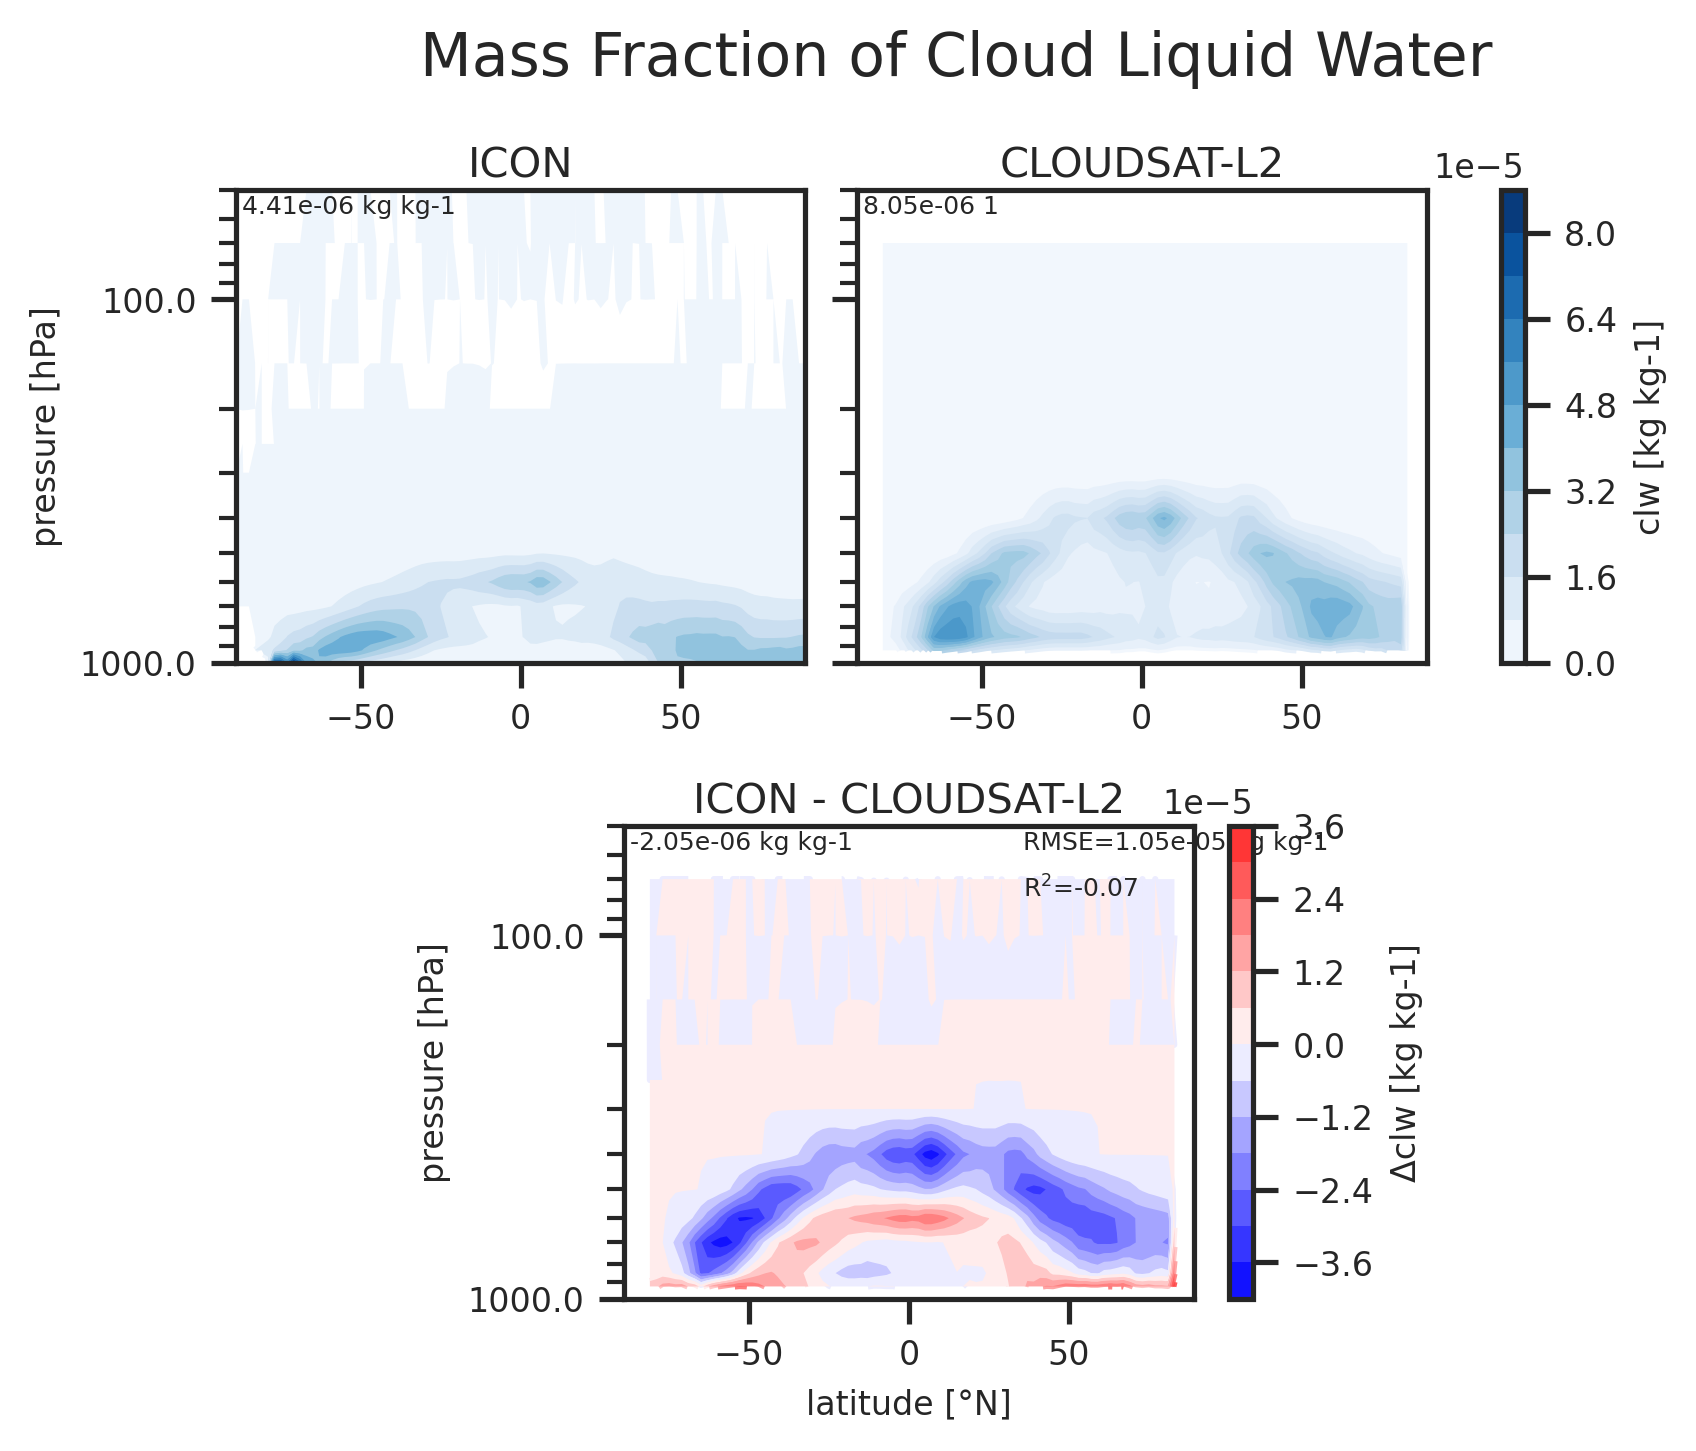 Mass Fraction of Cloud Liquid Water
ICON
CLOUDSAT-L2
1e−5
4.41e-06 kg kg-1
8.05e-06 1
pressure [hPa]
100.0
1000.0
−50
0
50
−50
0
50
8.0
6.4
4.8
3.2
1.6
0.0
clw [kg kg-1]
ICON - CLOUDSAT-L2
1e−5
-2.05e-06 kg kg-1
RMSE=1.05e-05 kg kg-1
R²=-0.07
pressure [hPa]
100.0
1000.0
−50
0
50
latitude [°N]
3.6
2.4
1.2
0.0
−1.2
−2.4
−3.6
Δclw [kg kg-1]